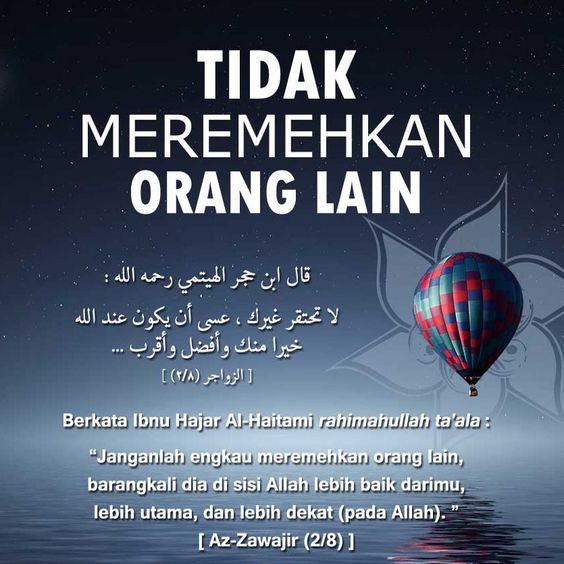 TIDAK
MEREMEHKAN
ORANG LAIN
قال ابن حجر الهيتمي رحمه الله :
لا تحتقر غيرك ، عسى أن يكون عند الله
خيرا منك وأفضل وأقرب ...
[ الزواجر (٢/٨) ]
Berkata Ibnu Hajar Al-Haitami rahimahullah ta'ala :
“Janganlah engkau meremehkan orang lain,
barangkali dia di sisi Allah lebih baik darimu,
lebih utama, dan lebih dekat (pada Allah). ”
[ Az-Zawajir (2/8) ]